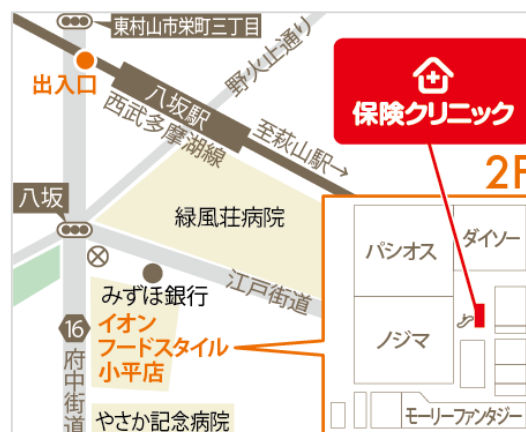 東村山市栄町三丁目
出入口
八坂駅
西武多摩湖線
野火止通り
至萩山駅→
保険クリニック
八坂
緑風荘病院
江戸街道
みずほ銀行
イオン
フードスタイル
小平店
16
府中街道
やさか記念病院
2F
パシオス
ダイソー
ノジマ
モーリーファンタジー